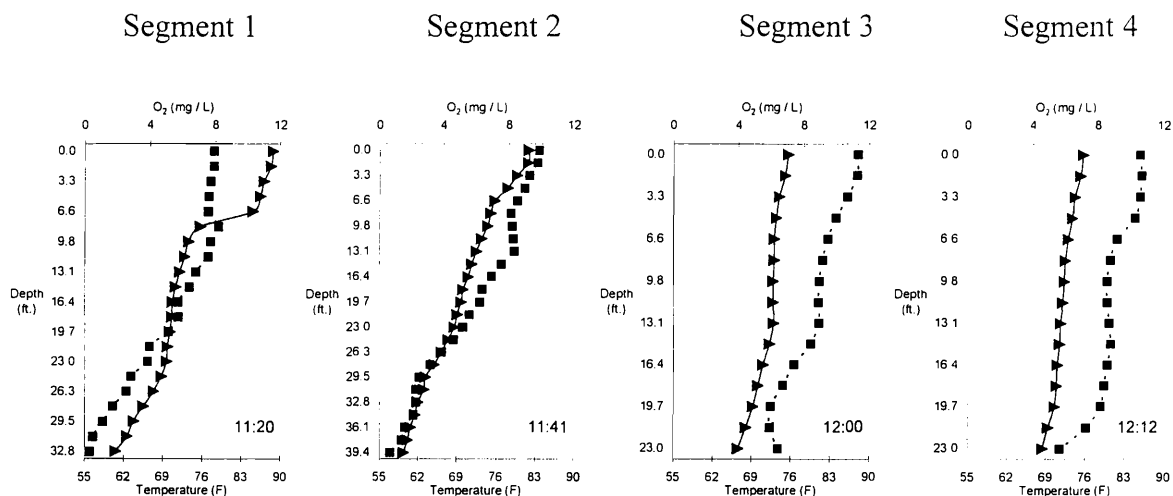 Segment 1
Segment 2
Segment 3
Segment 4
O2 (mg / L)
0 4 8 12
0.0
3.3
6.6
9.8
13.1
16.4
19.7
23.0
26.3
29.5
32.8
Depth
(ft.)
11:20
55 62 69 76 83 90
Temperature (F)
O2 (mg / L)
0 4 8 12
0.0
3.3
6.6
9.8
13.1
16.4
19.7
23.0
26.3
29.5
32.8
36.1
39.4
Depth
(ft.)
11:41
55 62 69 76 83 90
Temperature (F)
O2 (mg / L)
0 4 8 12
0.0
3.3
6.6
9.8
13.1
16.4
19.7
23.0
Depth
(ft.)
12:00
55 62 69 76 83 90
Temperature (F)
O2 (mg / L)
0 4 8 12
0.0
3.3
6.6
9.8
13.1
16.4
19.7
23.0
Depth
(ft.)
12:12
55 62 69 76 83 90
Temperature (F)